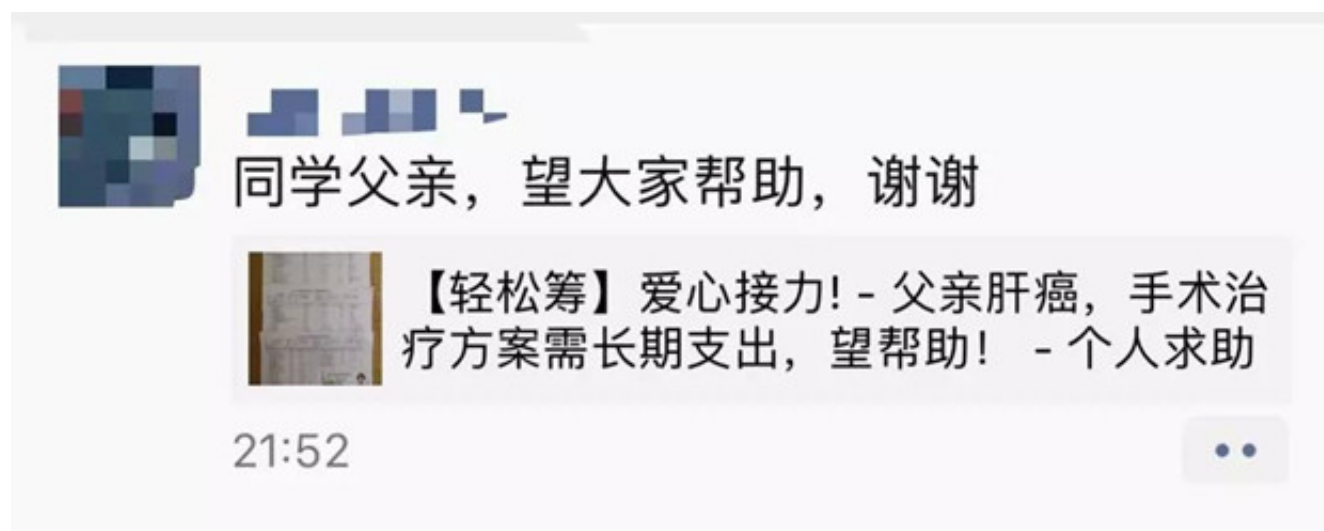 同学父亲，望大家帮助，谢谢
【轻松筹】爱心接力! - 父亲肝癌，手术治
疗方案需长期支出，望帮助！ - 个人求助
21:52